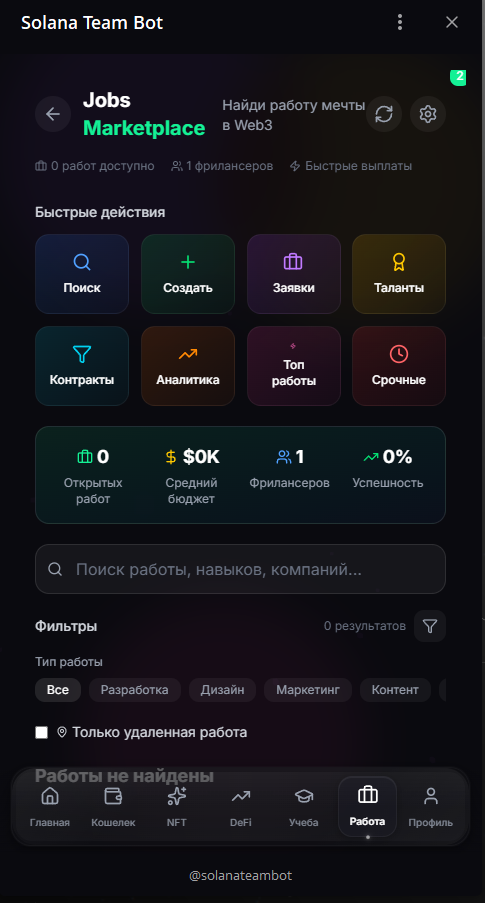 Solana Team Bot
2
Jobs
Marketplace
Найди работу мечты
в Web3
0 работ доступно 1 фрилансеров Быстрые выплаты
Быстрые действия
Поиск Создать Заявки Таланты
Контракты Аналитика Топ работы Срочные
0 $0K 1 0%
Открытых работ Средний бюджет Фрилансеров Успешность
Поиск работы, навыков, компаний...
Фильтры 0 результатов
Тип работы
Все Разработка Дизайн Маркетинг Контент
Только удаленная работа
Работы не найдены
Главная Кошелек NFT DeFi Учеба Работа Профиль
@solanateambot